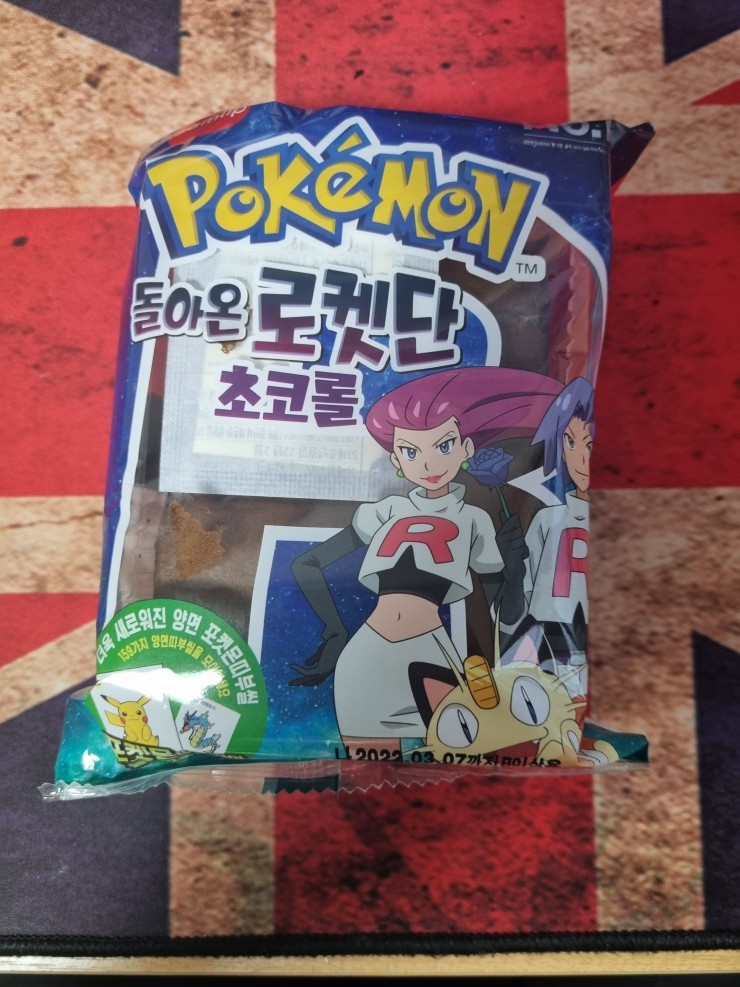 POKéMON
TM
돌아온 로켓단
초코롤
R
R
더욱 새로워진 양면 포켓몬띠부씰
159가지 양면띠부씰을 모아보세요
2022.03.07까지